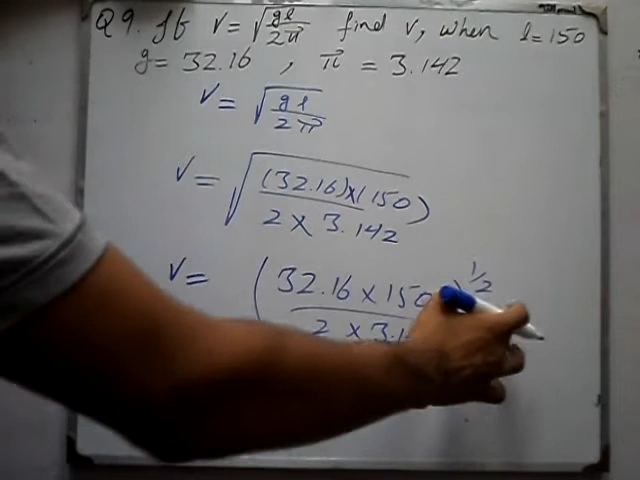 Q 9. If V = √(gl/2π) find V, when l = 150
g = 32.16 , π = 3.142
V = √(gl/2π)
V = √((32.16)×(150)/2 × 3.142)
V = (32.16 × 150/2 × 3.1)^1/2